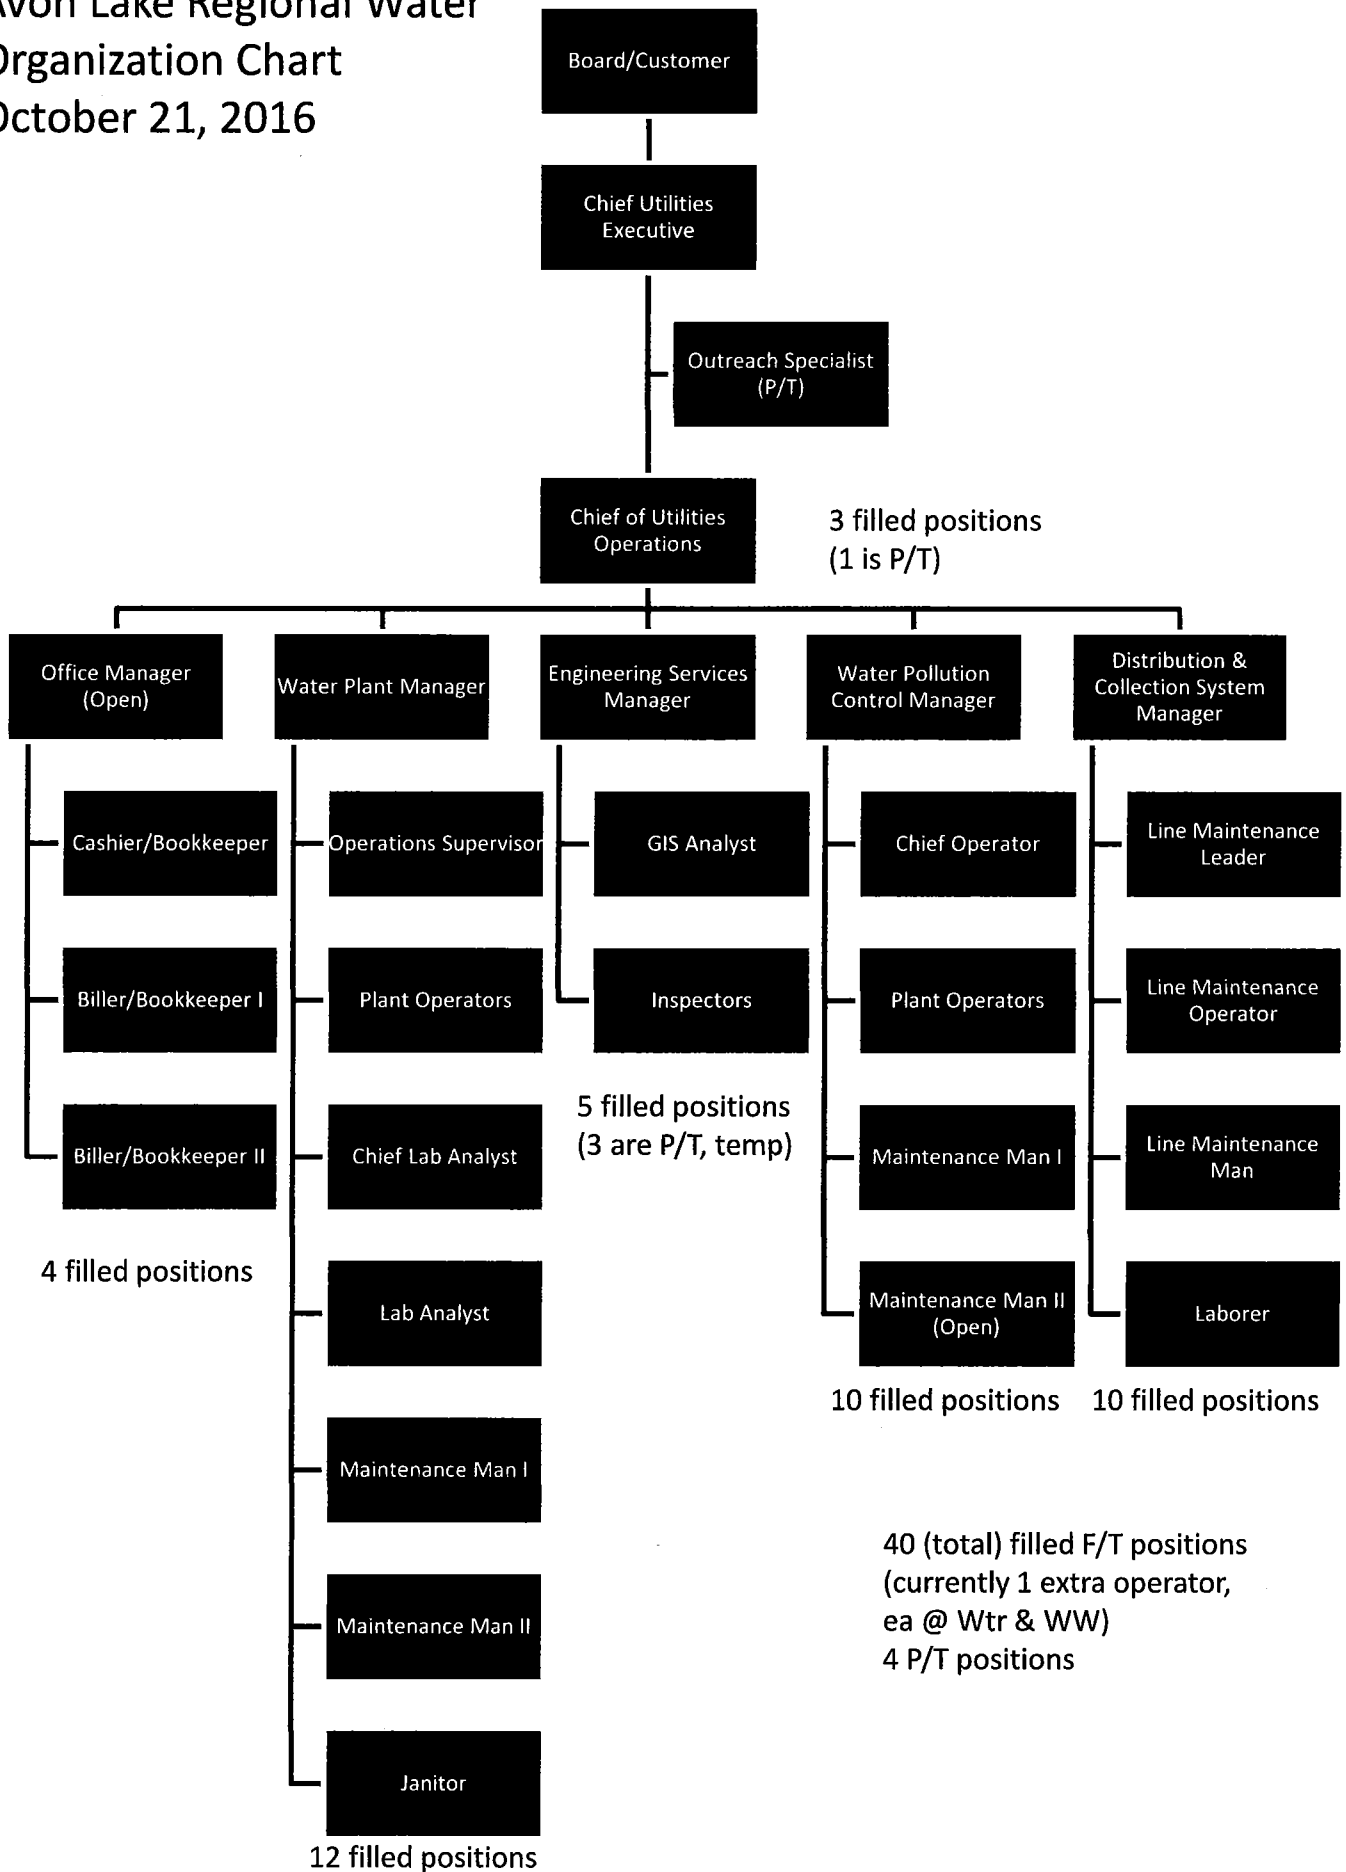 Avon Lake Regional Water
Organization Chart
October 21, 2016
Board/Customer
Chief Utilities
Executive
Outreach Specialist
(P/T)
Chief of Utilities
Operations
3 filled positions
(1 is P/T)
Office Manager
(Open)
Cashier/Bookkeeper
Biller/Bookkeeper I
Biller/Bookkeeper II
4 filled positions
Water Plant Manager
Operations Supervisor
Plant Operators
Chief Lab Analyst
Lab Analyst
Maintenance Man I
Maintenance Man II
Janitor
12 filled positions
Engineering Services
Manager
GIS Analyst
Inspectors
5 filled positions
(3 are P/T, temp)
Water Pollution
Control Manager
Chief Operator
Plant Operators
Maintenance Man I
Maintenance Man II
(Open)
10 filled positions
Distribution &
Collection System
Manager
Line Maintenance
Leader
Line Maintenance
Operator
Line Maintenance
Man
Laborer
10 filled positions
40 (total) filled F/T positions
(currently 1 extra operator,
ea @ Wtr & WW)
4 P/T positions